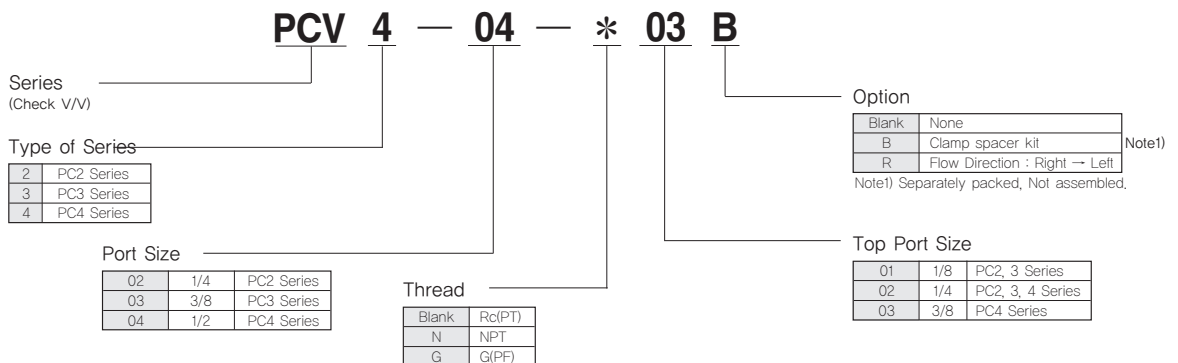 PCV 4 — 04 — * 03 B
Series
(Check V/V)
Type of Series
2 PC2 Series
3 PC3 Series
4 PC4 Series
Port Size
02 1/4 PC2 Series
03 3/8 PC3 Series
04 1/2 PC4 Series
Thread
Blank Rc(PT)
N NPT
G G(PF)
Option
Blank None
B Clamp spacer kit Note1)
R Flow Direction : Right → Left
Note1) Separately packed, Not assembled.
Top Port Size
01 1/8 PC2, 3 Series
02 1/4 PC2, 3, 4 Series
03 3/8 PC4 Series